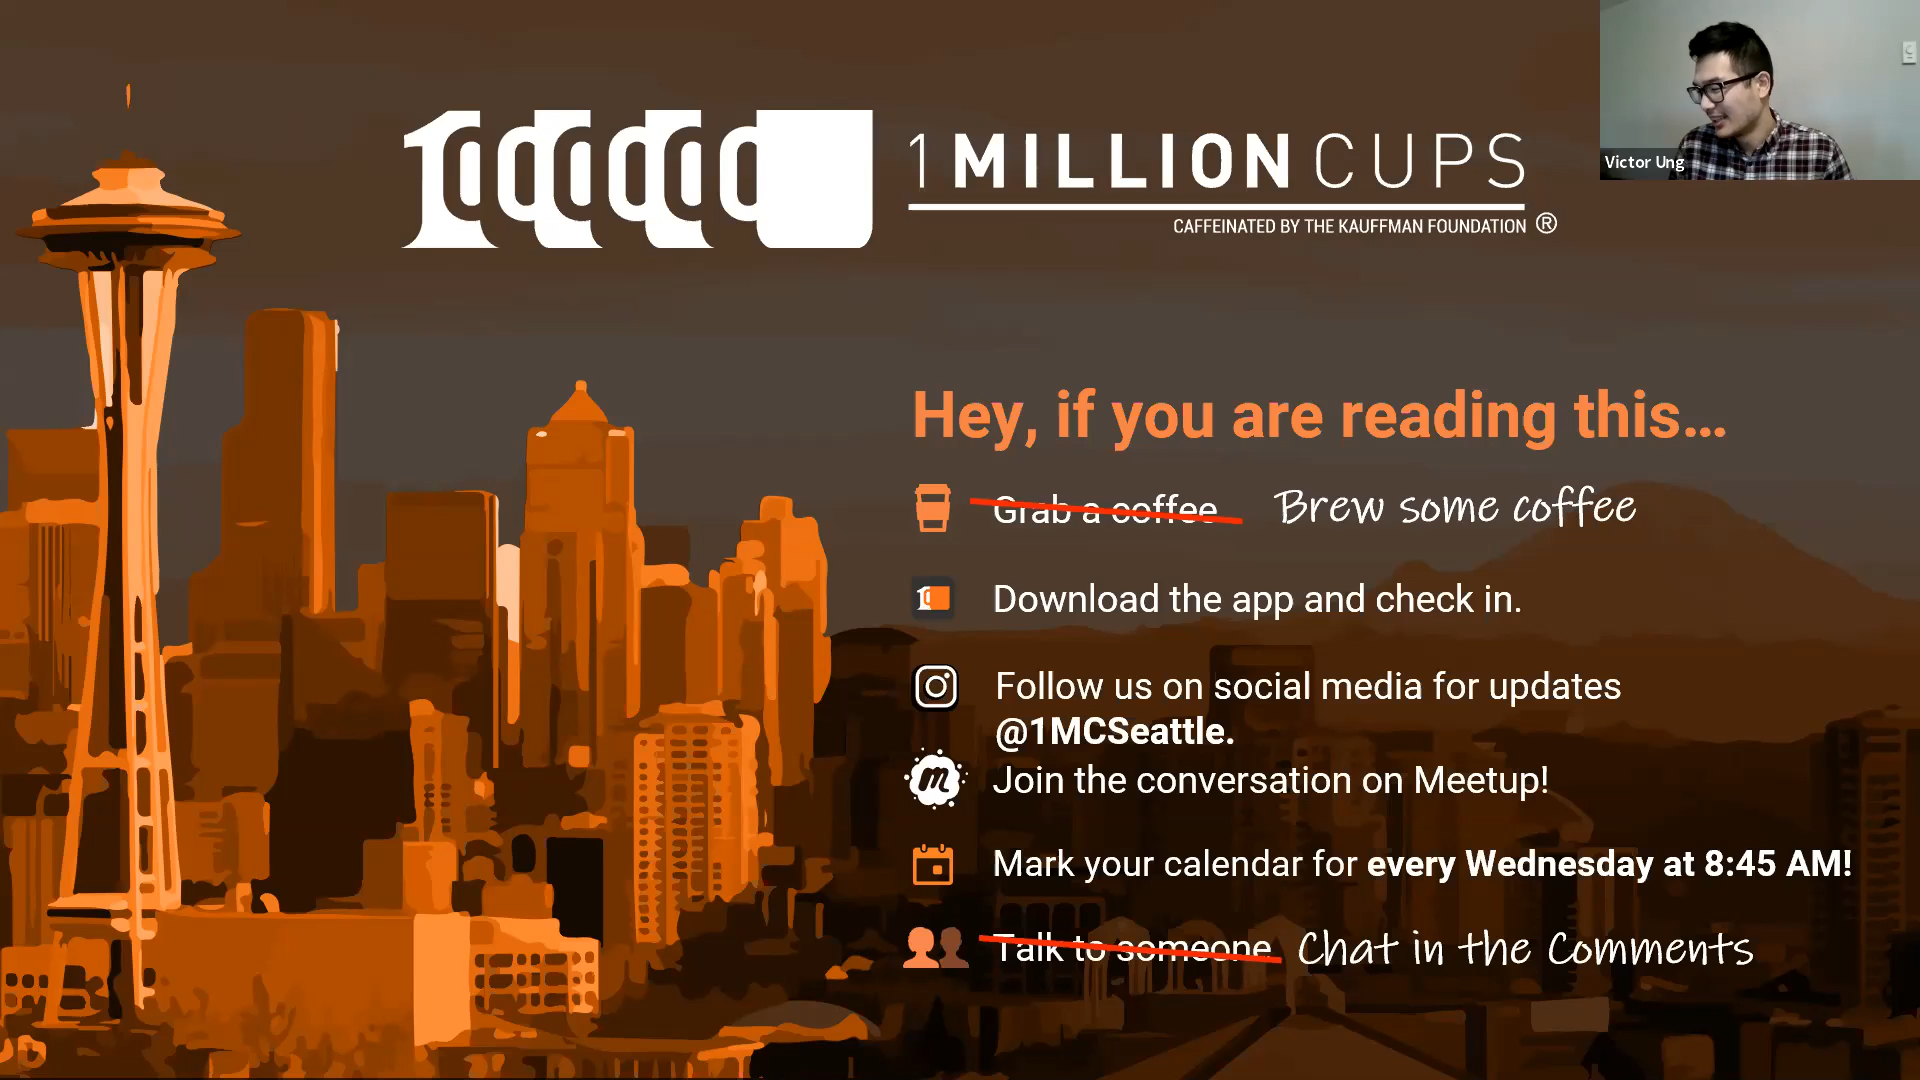 Victor Ung
1 MILLION CUPS
CAFFEINATED BY THE KAUFFMAN FOUNDATION ®
Hey, if you are reading this...
Grab a coffee Brew some coffee
Download the app and check in.
Follow us on social media for updates
@1MCSeattle.
Join the conversation on Meetup!
Mark your calendar for every Wednesday at 8:45 AM!
Talk to someone Chat in the Comments